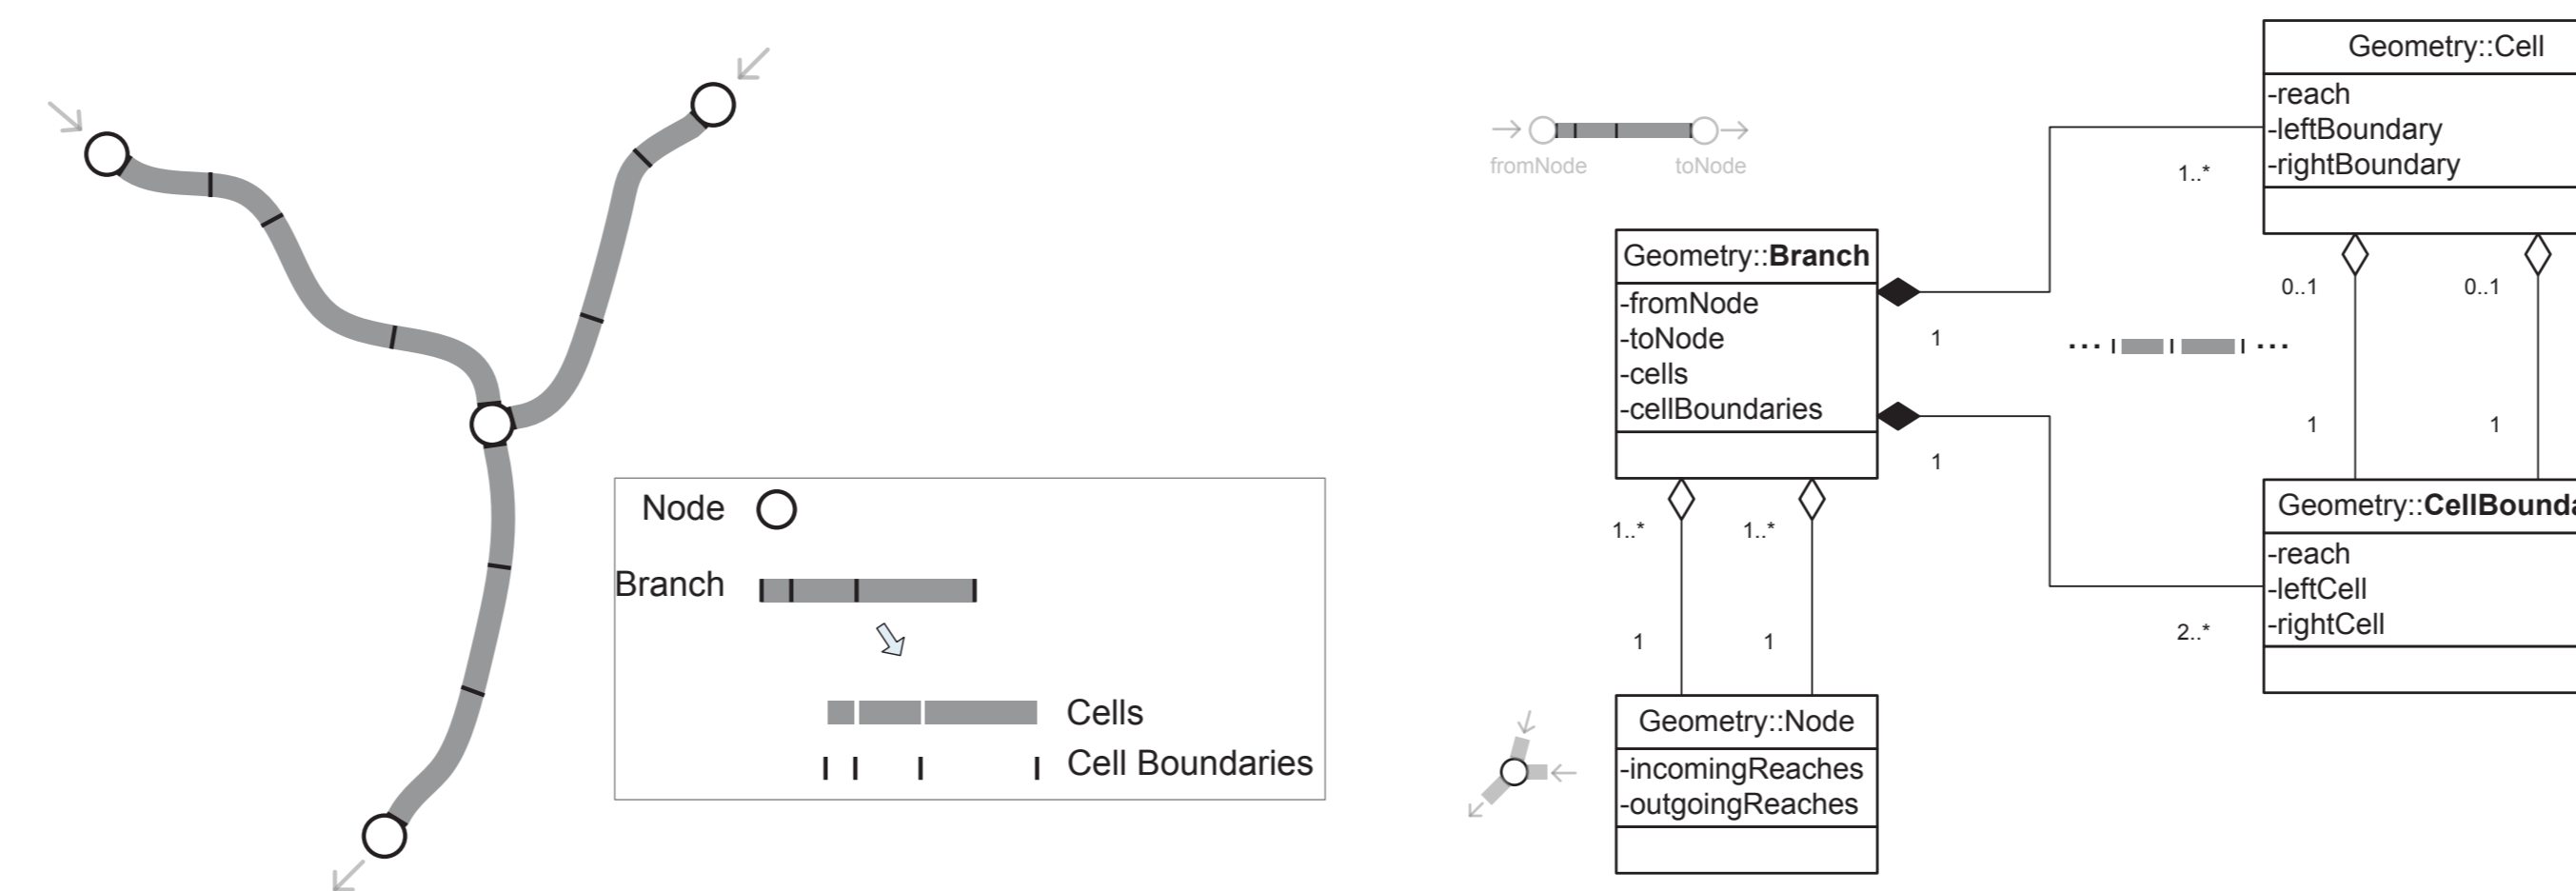 Node
Branch
Cells
Cell Boundaries
fromNode
toNode
Geometry::Branch
-fromNode
-toNode
-cells
-cellBoundaries
1
1
1..*
1..*
1
1
Geometry::Node
-incomingReaches
-outgoingReaches
Geometry::Cell
-reach
-leftBoundary
-rightBoundary
1..*
0..1
0..1
1
1
2..*
Geometry::
-reach
-leftCell
-rightCell